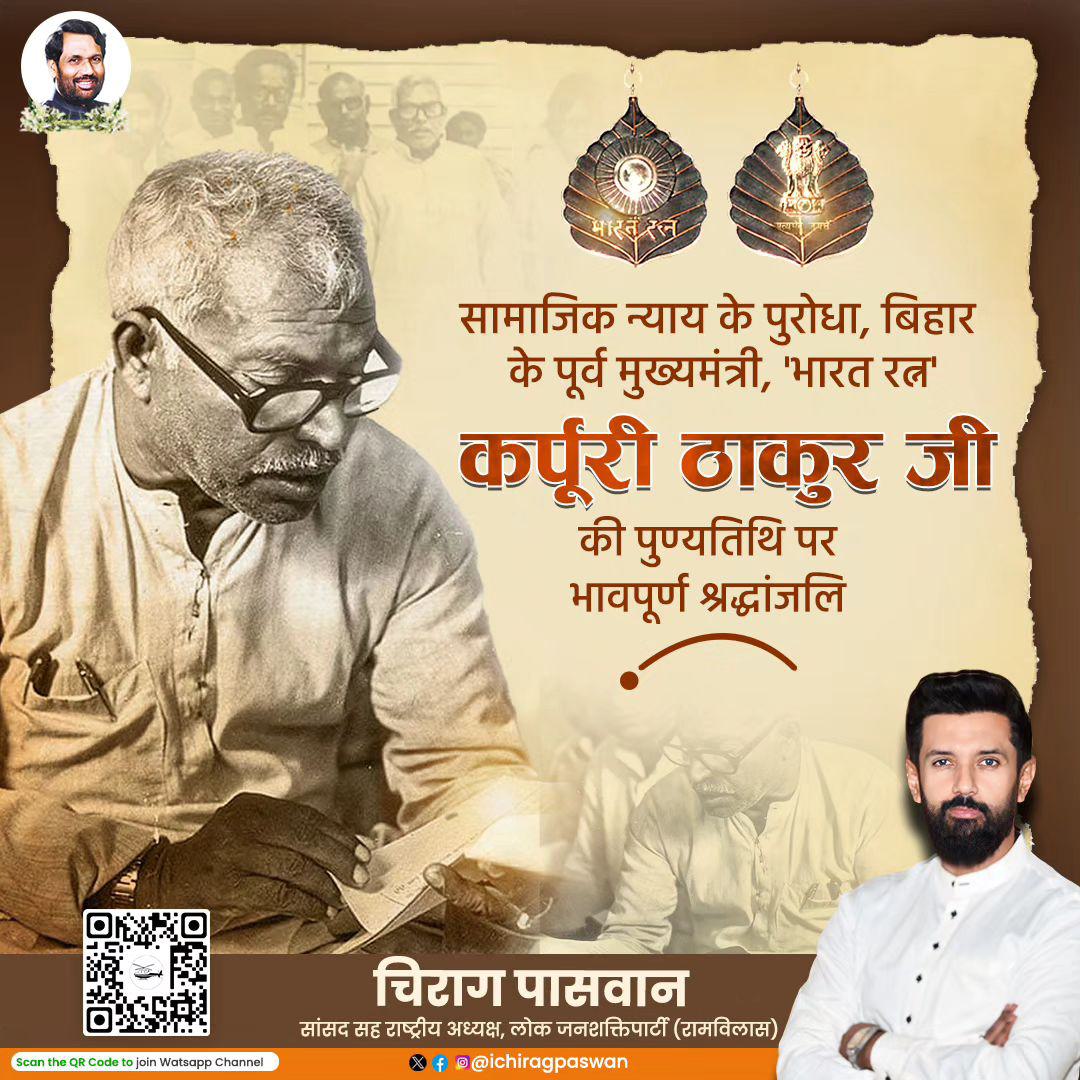 भारत रत्न
सत्यमेव जयते
सामाजिक न्याय के पुरोधा, बिहार
के पूर्व मुख्यमंत्री, 'भारत रत्न'
कर्पूरी ठाकुर जी
की पुण्यतिथि पर
भावपूर्ण श्रद्धांजलि
चिराग पासवान
सांसद सह राष्ट्रीय अध्यक्ष, लोक जनशक्तिपार्टी (रामविलास)
Scan the QR Code to join Watsapp Channel
@ichiragpaswan